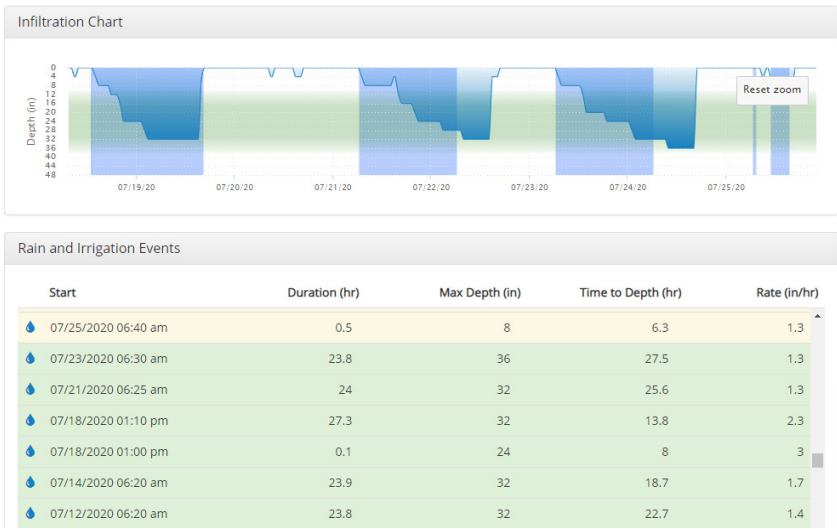 Infiltration Chart
Depth (in)
0
4
8
12
16
20
24
28
32
36
40
44
48
Reset zoom
07/19/20 07/20/20 07/21/20 07/22/20 07/23/20 07/24/20 07/25/20
Rain and Irrigation Events
Start Duration (hr) Max Depth (in) Time to Depth (hr) Rate (in/hr)
07/25/2020 06:40 am 0.5 8 6.3 1.3
07/23/2020 06:30 am 23.8 36 27.5 1.3
07/21/2020 06:25 am 24 32 25.6 1.3
07/18/2020 01:10 pm 27.3 32 13.8 2.3
07/18/2020 01:00 pm 0.1 24 8 3
07/14/2020 06:20 am 23.9 32 18.7 1.7
07/12/2020 06:20 am 23.8 32 22.7 1.4